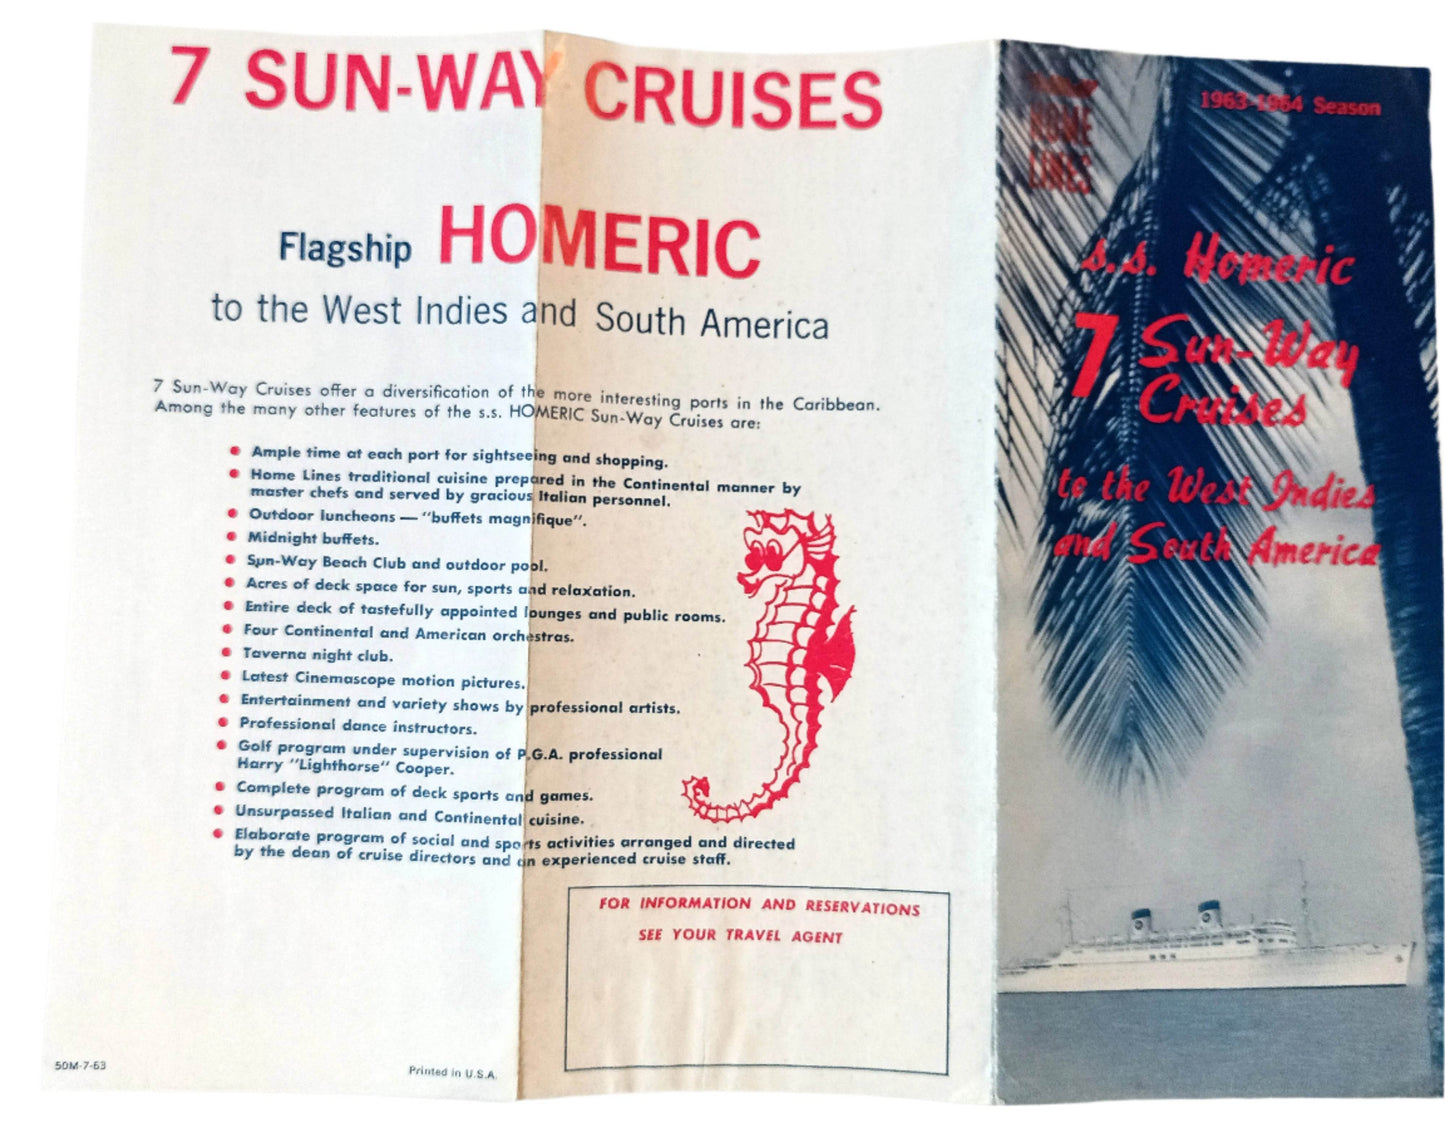 7 SUN-WAY CRUISES
Flagship HOMERIC
to the West Indies and South America
7 Sun-Way Cruises offer a diversification of the more interesting ports in the Caribbean.
Among the many other features of the s.s. HOMERIC Sun-Way Cruises are:
• Ample time at each port for sightseeing and shopping.
• Home Lines traditional cuisine prepared in the Continental manner by
master chefs and served by gracious Italian personnel.
• Outdoor luncheons — "buffets magnifique".
• Midnight buffets.
• Sun-Way Beach Club and outdoor pool.
• Acres of deck space for sun, sports and relaxation.
• Entire deck of tastefully appointed lounges and public rooms.
• Four Continental and American orchestras.
• Taverna night club.
• Latest Cinemascope motion pictures.
• Entertainment and variety shows by professional artists.
• Professional dance instructors.
• Golf program under supervision of P.G.A. professional
Harry "Lighthorse" Cooper.
• Complete program of deck sports and games.
• Unsurpassed Italian and Continental cuisine.
• Elaborate program of social and sports activities arranged and directed
by the dean of cruise directors and an experienced cruise staff.
FOR INFORMATION AND RESERVATIONS
SEE YOUR TRAVEL AGENT
50M-7-63
Printed in U.S.A.
HOME
LINES
1963-1964 Season
s.s. Homeric
7 Sun-Way
Cruises
to the West Indies
and South America